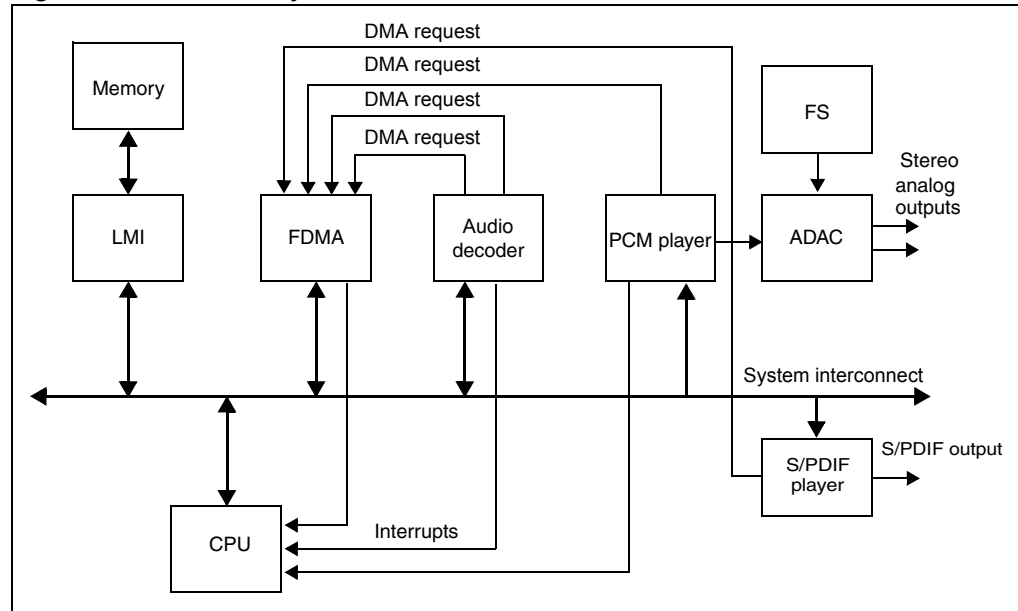 DMA request
DMA request
DMA request
DMA request
Memory
FS
Stereo
analog
outputs
LMI
FDMA
Audio
decoder
PCM player
ADAC
System interconnect
S/PDIF output
S/PDIF
player
CPU
Interrupts